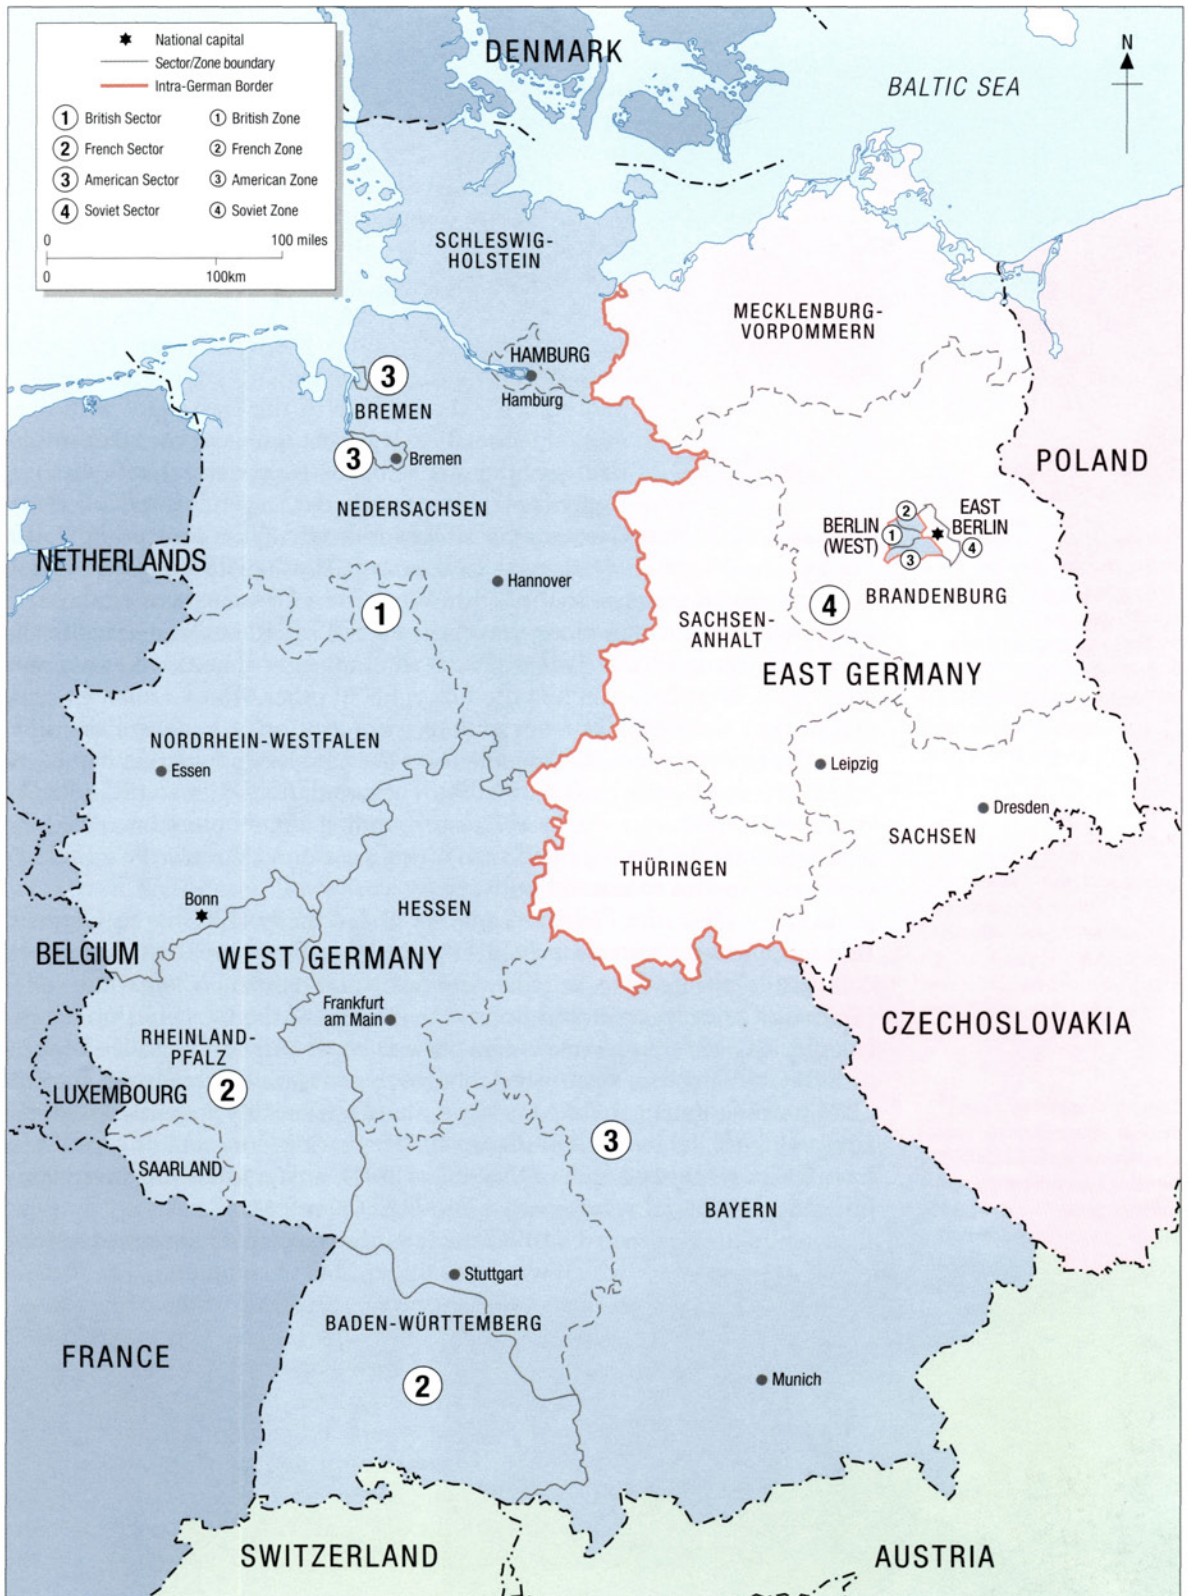 National capital
Sector/Zone boundary
Intra-German Border
1 British Sector
1 British Zone
2 French Sector
2 French Zone
3 American Sector
3 American Zone
4 Soviet Sector
4 Soviet Zone
0 100 miles
0 100km
DENMARK
BALTIC SEA
N
SCHLESWIG-
HOLSTEIN
MECKLENBURG-
VORPOMMERN
HAMBURG
Hamburg
3
BREMEN
3
Bremen
POLAND
NEDERSACHSEN
2
EAST
BERLIN
BERLIN
(WEST)
1
4
3
NETHERLANDS
Hannover
1
4
BRANDENBURG
SACHSEN-
ANHALT
EAST GERMANY
NORDRHEIN-WESTFALEN
Essen
Leipzig
Dresden
SACHSEN
THÜRINGEN
Bonn
HESSEN
BELGIUM
WEST GERMANY
Frankfurt
am Main
CZECHOSLOVAKIA
RHEINLAND-
PFALZ
2
LUXEMBOURG
3
SAARLAND
BAYERN
Stuttgart
BADEN-WÜRTTEMBERG
FRANCE
2
Munich
SWITZERLAND
AUSTRIA